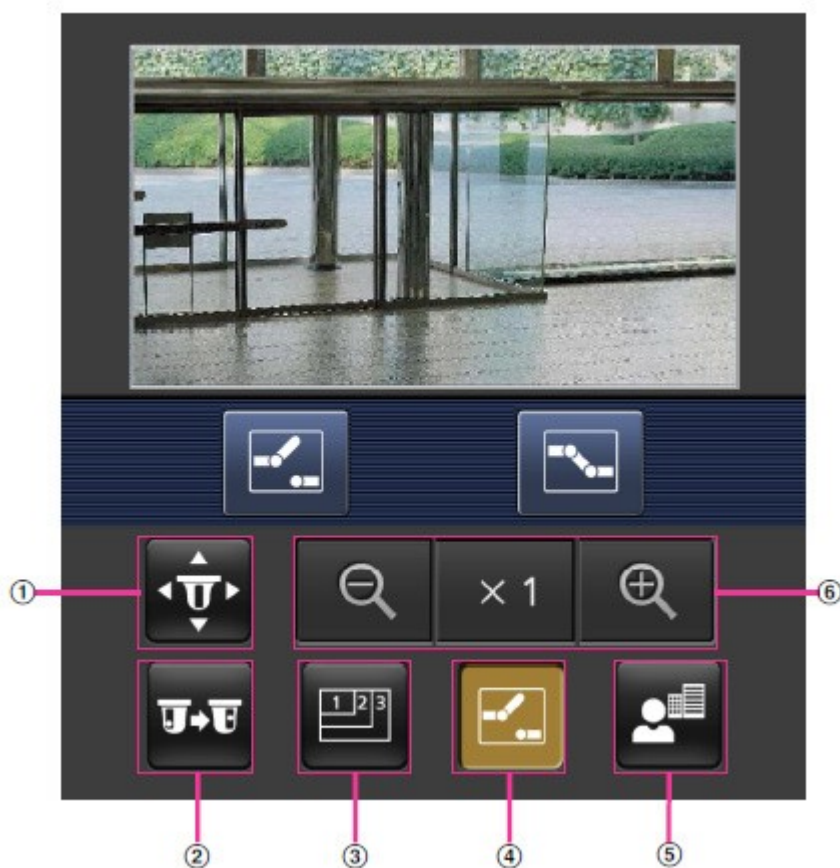 ① × 1 ⑥
1 2 3
② ③ ④ ⑤